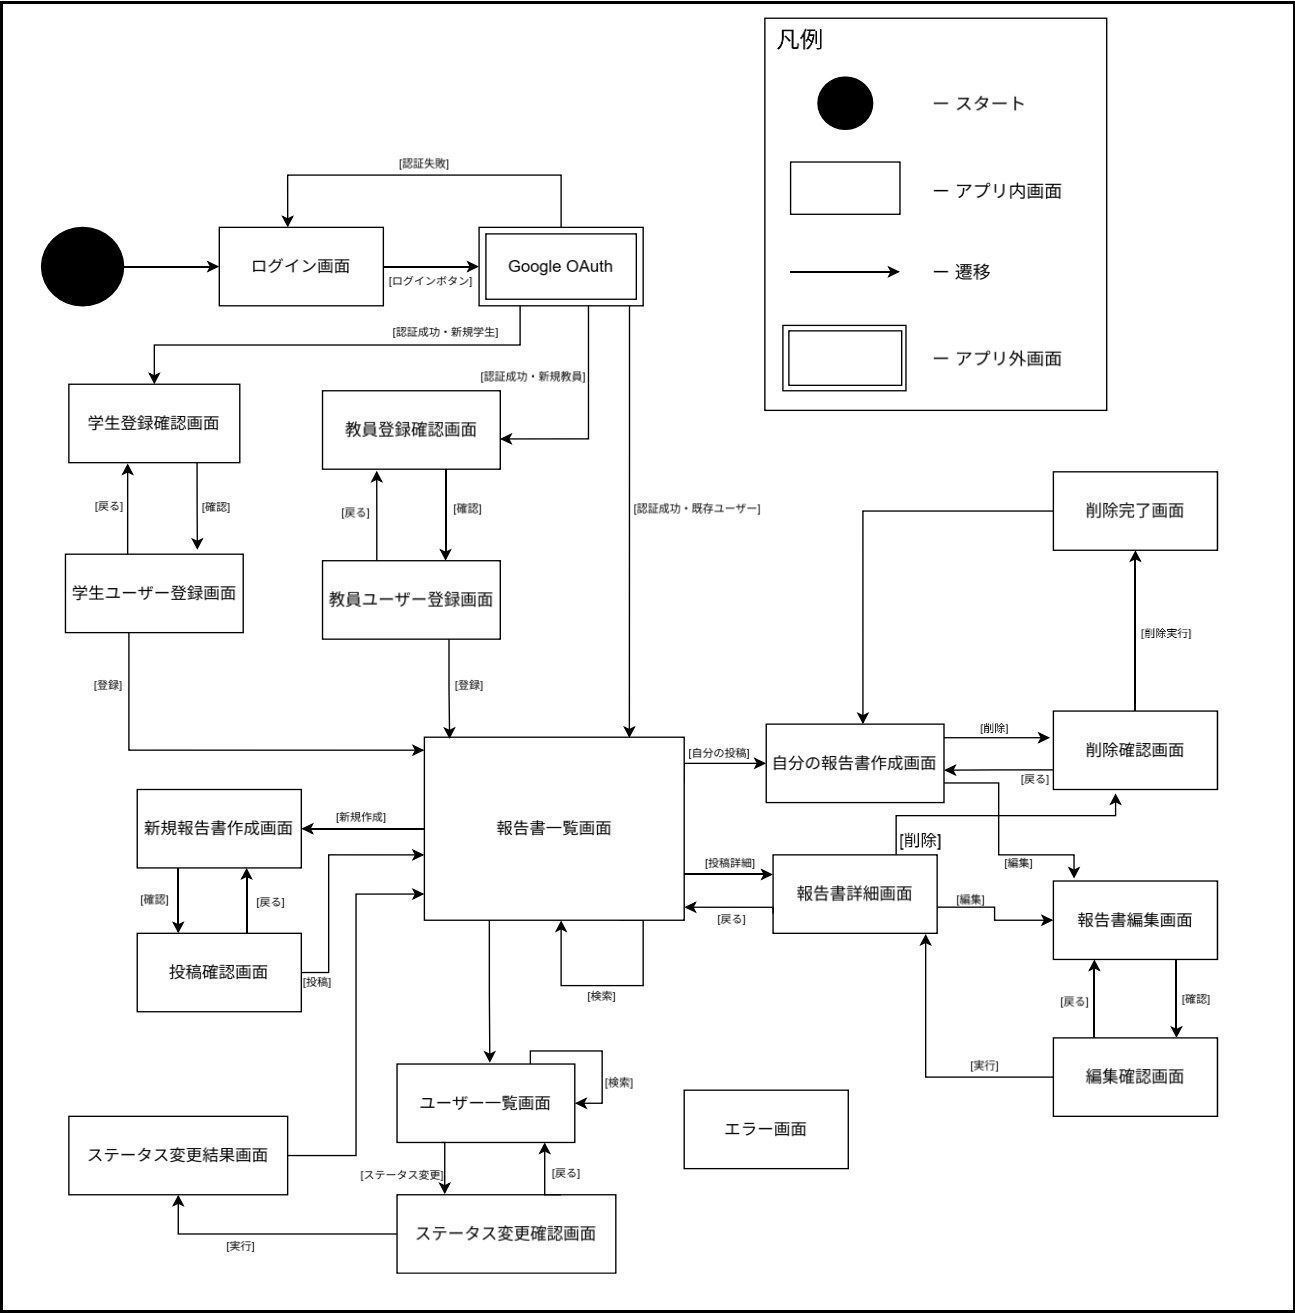 凡例
ー スタート
ー アプリ内画面
ー 遷移
ー アプリ外画面
[認証失敗]
ログイン画面
[ログインボタン]
Google OAuth
[認証成功・新規学生]
[認証成功・新規教員]
[認証成功・既存ユーザー]
学生登録確認画面
教員登録確認画面
[戻る]
[確認]
[戻る]
[確認]
学生ユーザー登録画面
教員ユーザー登録画面
[登録]
[登録]
削除完了画面
[削除実行]
[自分の投稿]
自分の報告書作成画面
[削除]
[戻る]
削除確認画面
新規報告書作成画面
[新規作成]
報告書一覧画面
[削除]
[編集]
[投稿詳細]
[戻る]
報告書詳細画面
[編集]
報告書編集画面
[確認]
[戻る]
投稿確認画面
[投稿]
[検索]
[戻る]
[確認]
[実行]
編集確認画面
ユーザー一覧画面
[検索]
エラー画面
ステータス変更結果画面
[ステータス変更]
[戻る]
ステータス変更確認画面
[実行]